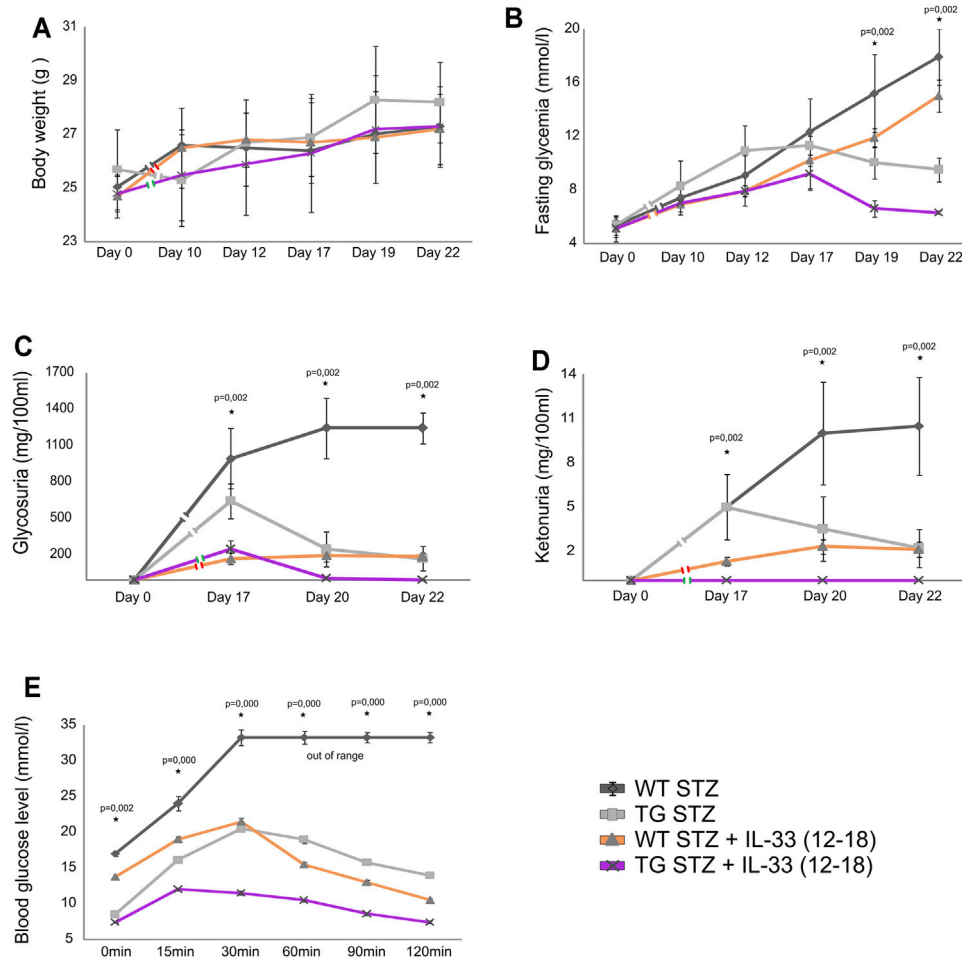 A
Body weight (g)
31
29
27
25
23
Day 0 Day 10 Day 12 Day 17 Day 19 Day 22
B
Fasting glycemia (mmol/l)
p=0,002
p=0,002
20
16
12
8
4
Day 0 Day 10 Day 12 Day 17 Day 19 Day 22
C
Glycosuria (mg/100ml)
1700
1400
1100
800
500
200
p=0,002
p=0,002
p=0,002
Day 0 Day 17 Day 20 Day 22
D
Ketonuria (mg/100ml)
14
11
8
5
2
p=0,002
p=0,002
p=0,002
Day 0 Day 17 Day 20 Day 22
E
Blood glucose level (mmol/l)
35
30
25
20
15
10
5
p=0,002
p=0,000
p=0,000
p=0,000
p=0,000
p=0,000
out of range
0min 15min 30min 60min 90min 120min
WT STZ
TG STZ
WT STZ + IL-33 (12-18)
TG STZ + IL-33 (12-18)